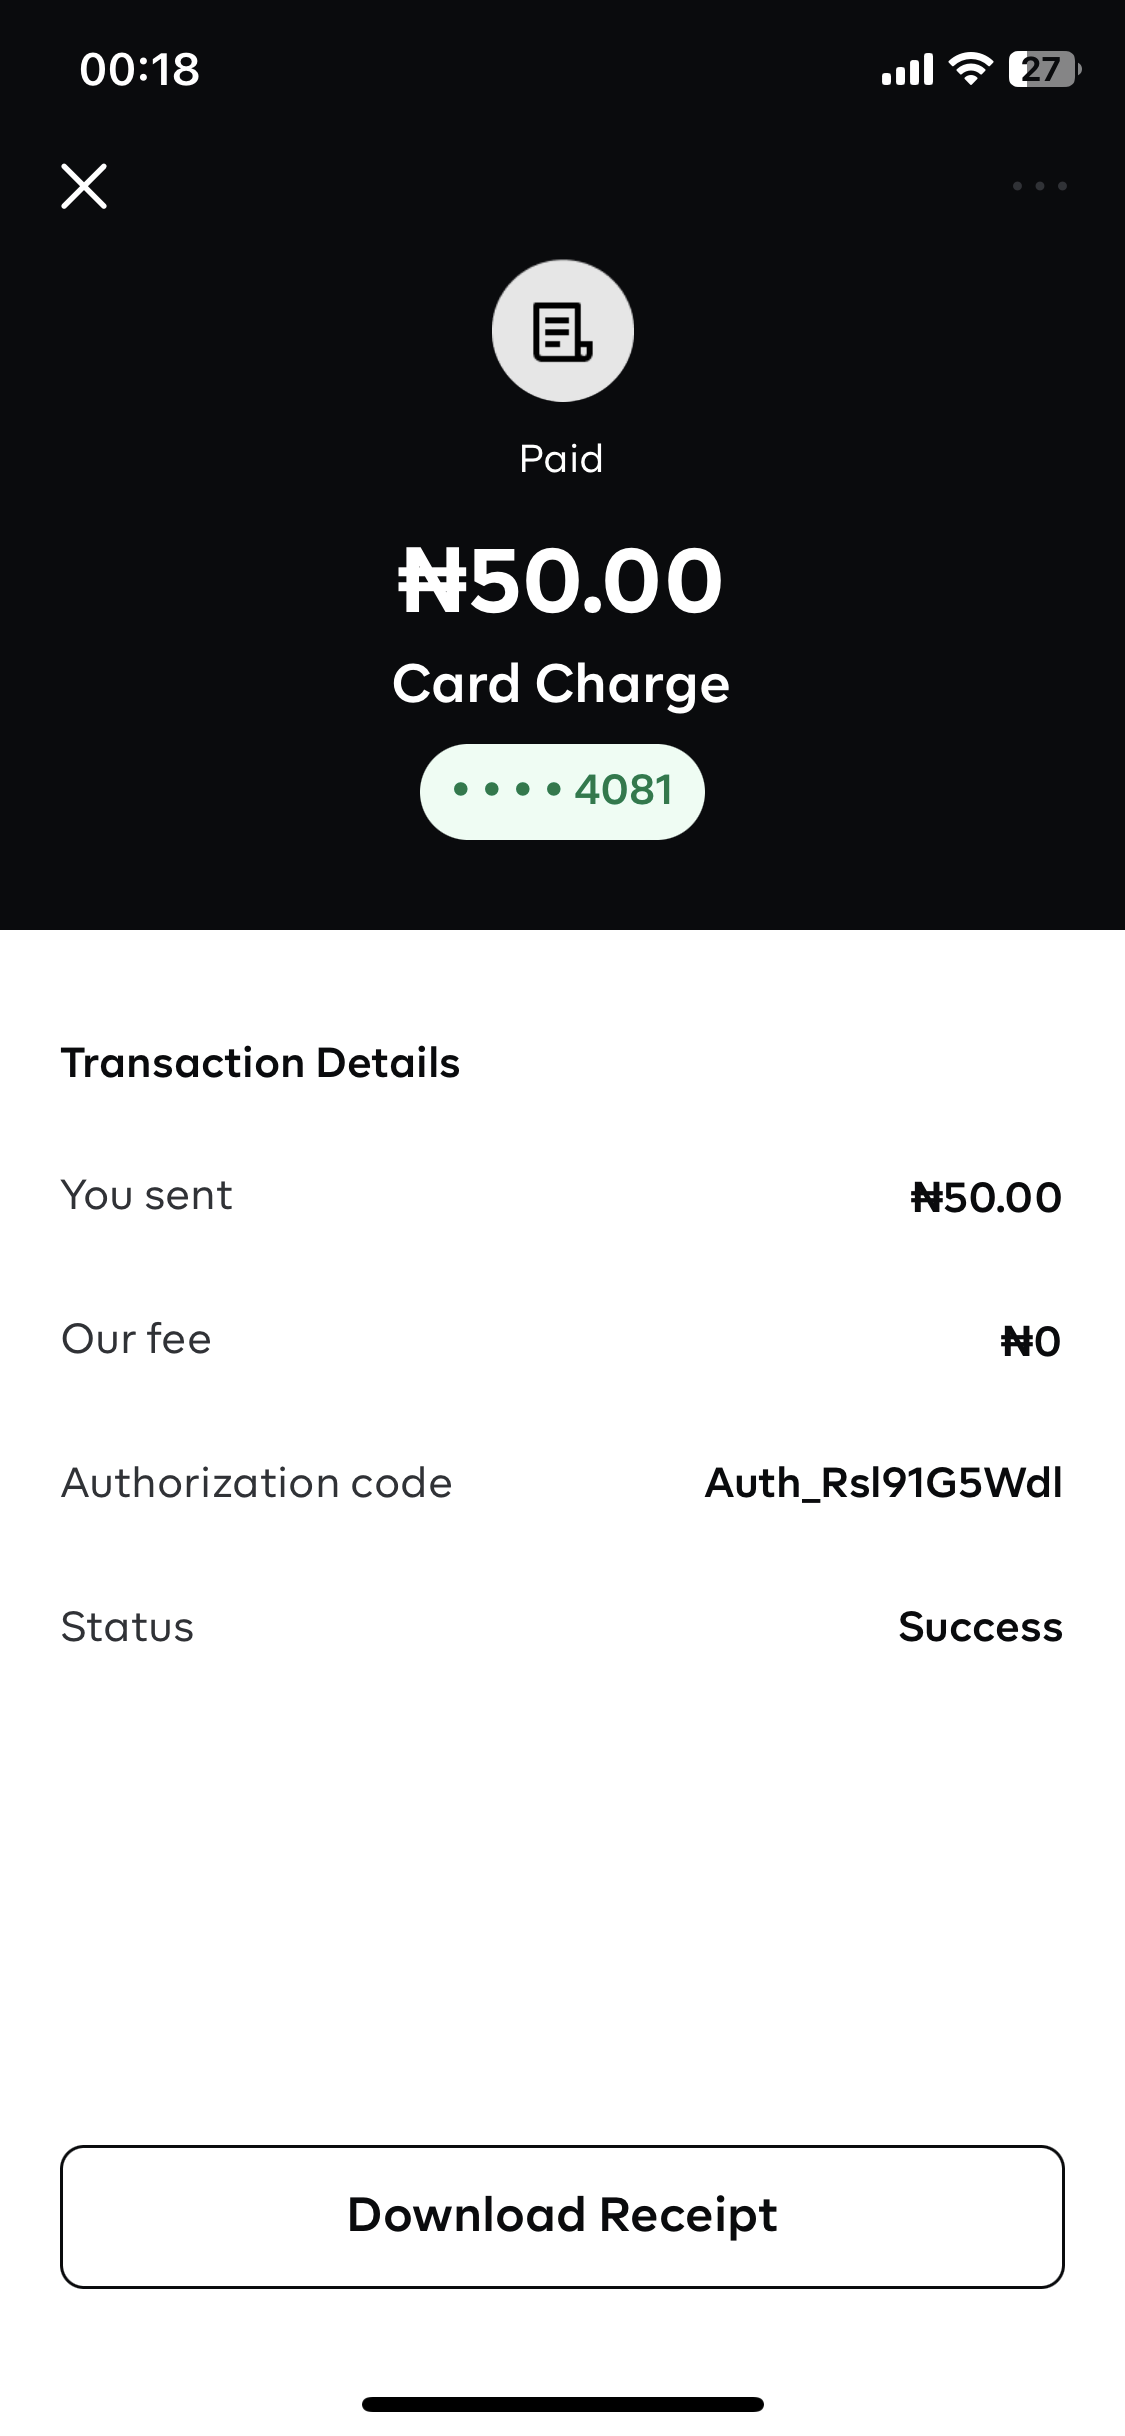 00:18
27
Paid
₦50.00
Card Charge
•••• 4081
Transaction Details
You sent ₦50.00
Our fee ₦0
Authorization code Auth_Rsl91G5Wdl
Status Success
Download Receipt